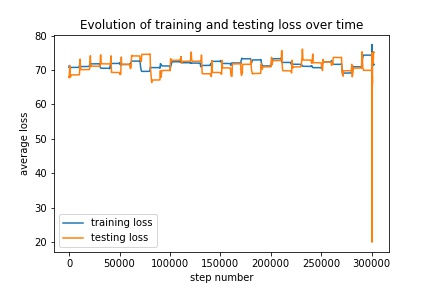 Evolution of training and testing loss over time
80
70
60
50
40
30
20
average loss
training loss
testing loss
0 50000 100000 150000 200000 250000 300000
step number